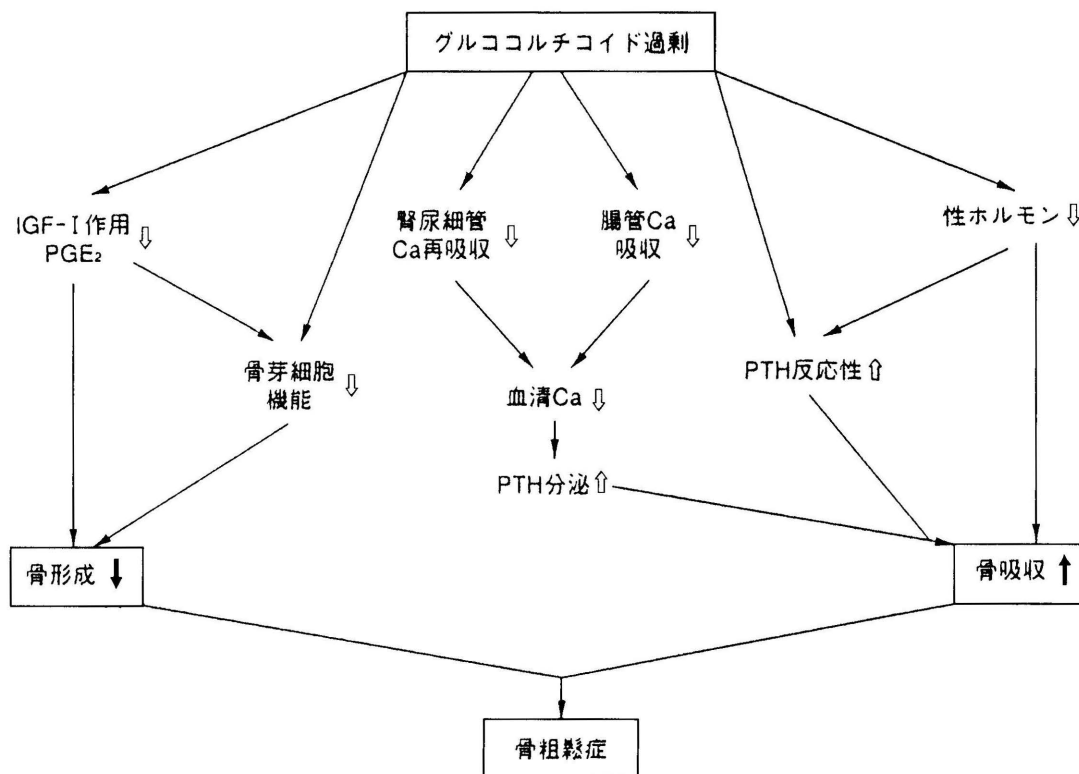 グルココルチコイド過剰
IGF-I作用
PGE₂ ⇩
腎尿細管
Ca再吸収 ⇩
腸管Ca
吸収 ⇩
性ホルモン ⇩
骨芽細胞
機能 ⇩
血清Ca ⇩
PTH反応性 ⇧
PTH分泌 ⇧
骨形成 ⬇
骨吸収 ⬆
骨粗鬆症